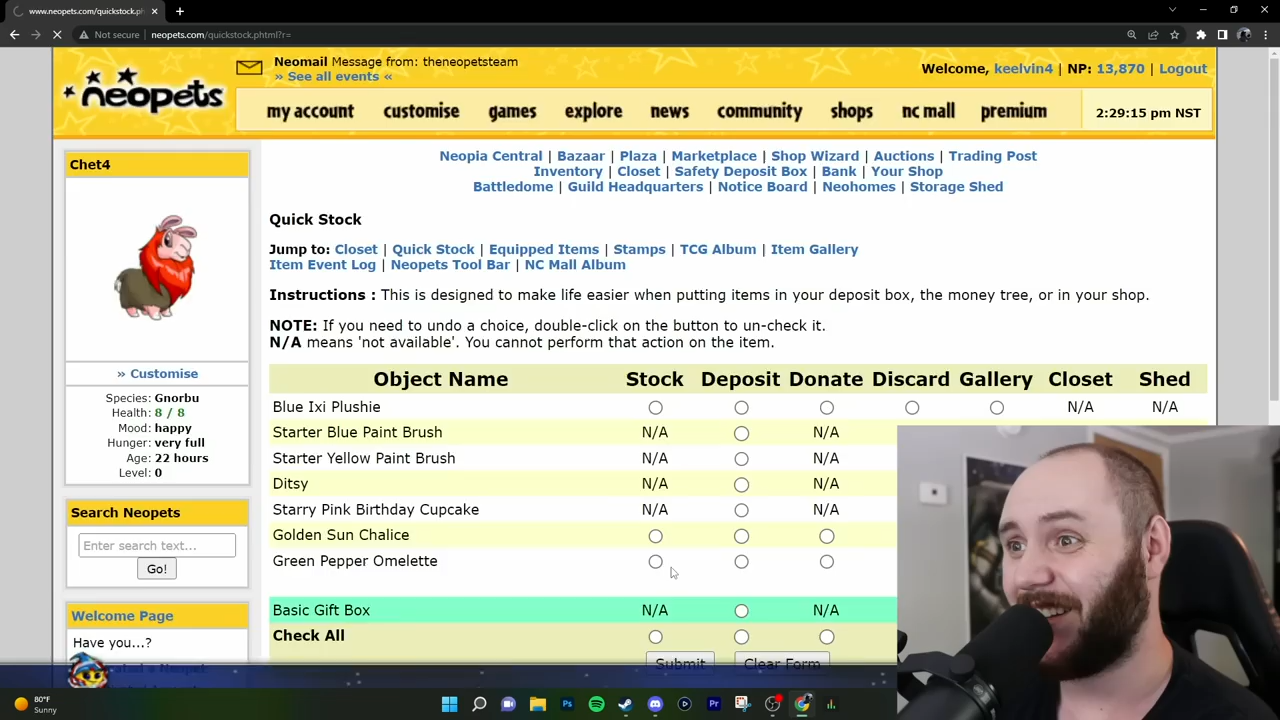 www.neopets.com/quickstock.ph
Not secure | neopets.com/quickstock.phtml?r=
neopets
Neomail Message from: theneopetsteam
» See all events «
Welcome, keelvin4 | NP: 13,870 | Logout
my account customise games explore news community shops nc mall premium
2:29:15 pm NST
Chet4
» Customise
Species: Gnorbu
Health: 8 / 8
Mood: happy
Hunger: very full
Age: 22 hours
Level: 0
Search Neopets
Enter search text...
Go!
Welcome Page
Have you...?
Neopia Central | Bazaar | Plaza | Marketplace | Shop Wizard | Auctions | Trading Post
Inventory | Closet | Safety Deposit Box | Bank | Your Shop
Battledome | Guild Headquarters | Notice Board | Neohomes | Storage Shed
Quick Stock
Jump to: Closet | Quick Stock | Equipped Items | Stamps | TCG Album | Item Gallery
Item Event Log | Neopets Tool Bar | NC Mall Album
Instructions : This is designed to make life easier when putting items in your deposit box, the money tree, or in your shop.
NOTE: If you need to undo a choice, double-click on the button to un-check it.
N/A means 'not available'. You cannot perform that action on the item.
Object Name Stock Deposit Donate Discard Gallery Closet Shed
Blue Ixi Plushie N/A N/A
Starter Blue Paint Brush N/A N/A
Starter Yellow Paint Brush N/A N/A
Ditsy N/A N/A
Starry Pink Birthday Cupcake N/A N/A
Golden Sun Chalice
Green Pepper Omelette
Basic Gift Box N/A N/A
Check All
Submit Clear Form
80°F
Sunny